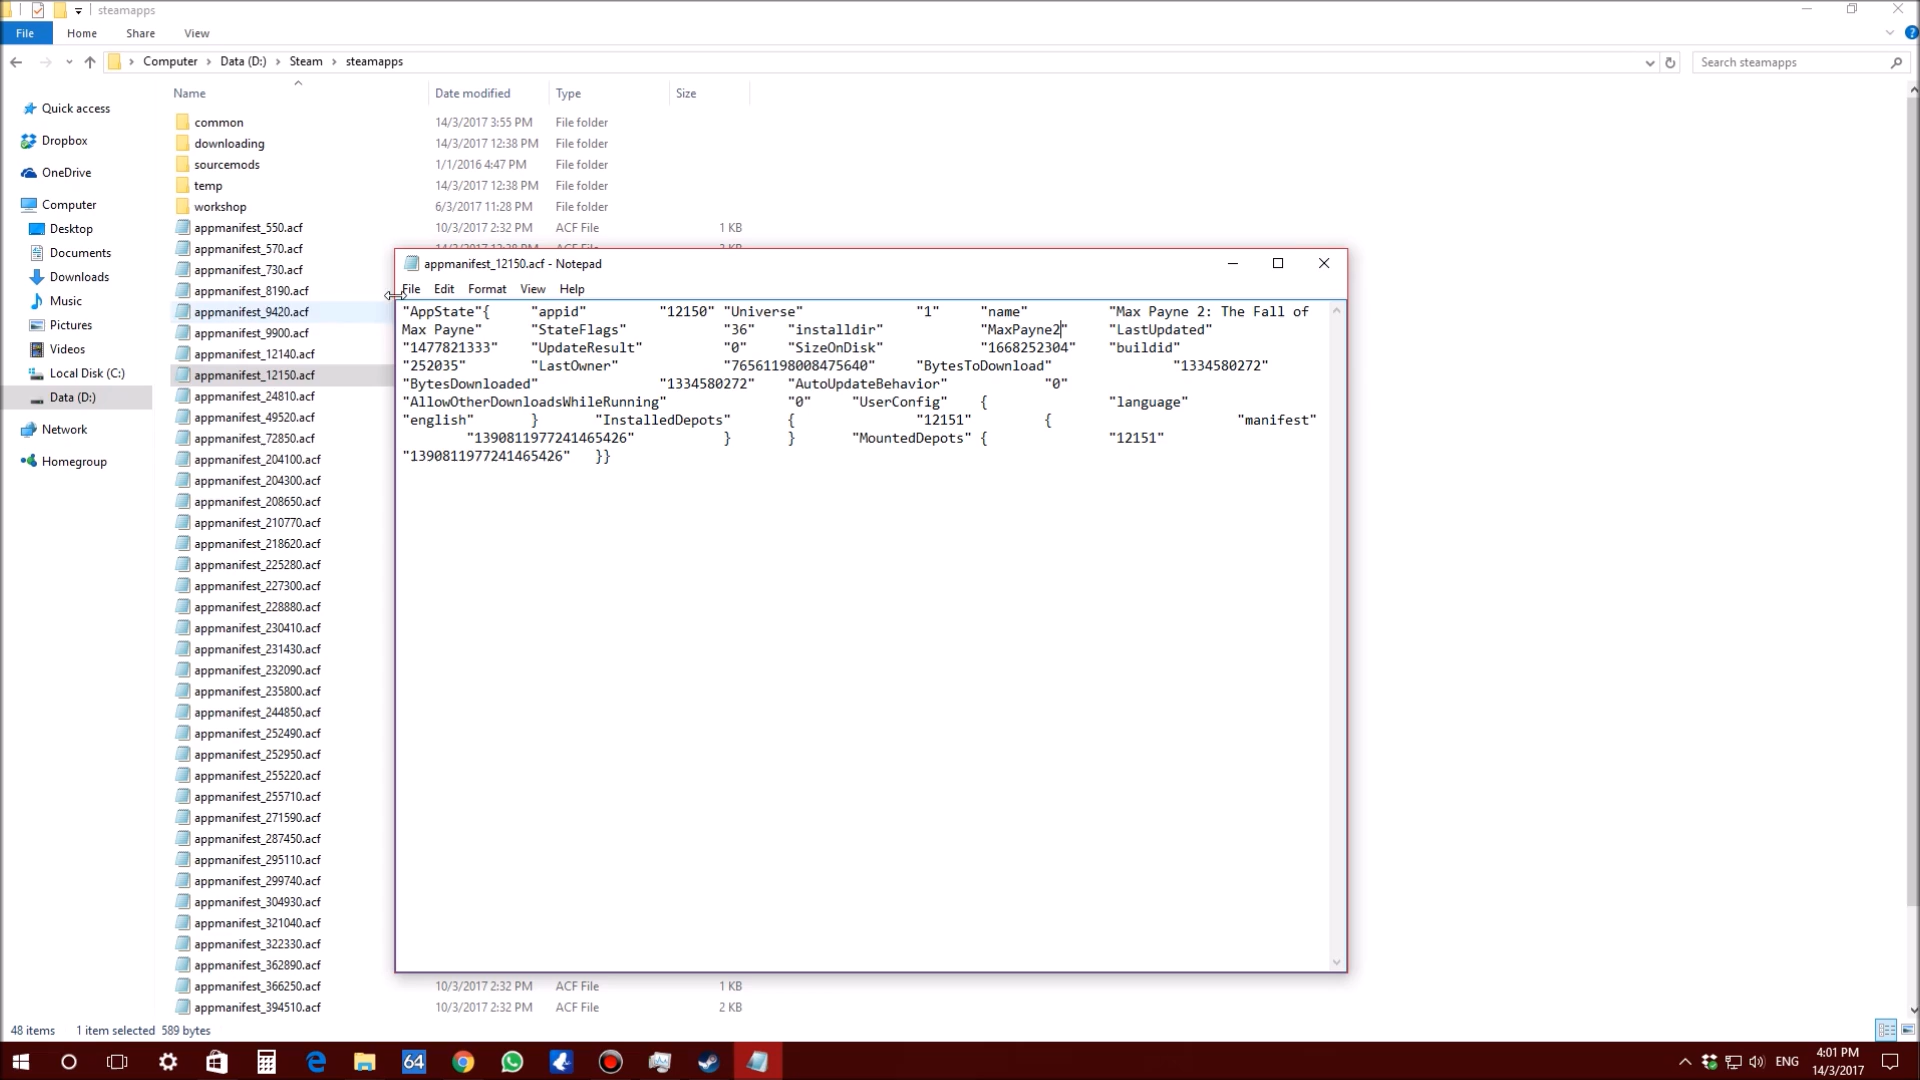 steamapps
File Home Share View
Computer Data (D:) Steam steamapps
Search steamapps
Name Date modified Type Size
Quick access
Dropbox
OneDrive
Computer
Desktop
Documents
Downloads
Music
Pictures
Videos
Local Disk (C:)
Data (D:)
Network
Homegroup
common 14/3/2017 3:55 PM File folder
downloading 14/3/2017 12:38 PM File folder
sourcemods 1/1/2016 4:47 PM File folder
temp 14/3/2017 12:38 PM File folder
workshop 6/3/2017 11:28 PM File folder
appmanifest_550.acf 10/3/2017 2:32 PM ACF File 1 KB
appmanifest_570.acf
appmanifest_730.acf
appmanifest_8190.acf
appmanifest_9420.acf
appmanifest_9900.acf
appmanifest_12140.acf
appmanifest_12150.acf
appmanifest_24810.acf
appmanifest_49520.acf
appmanifest_72850.acf
appmanifest_204100.acf
appmanifest_204300.acf
appmanifest_208650.acf
appmanifest_210770.acf
appmanifest_218620.acf
appmanifest_225280.acf
appmanifest_227300.acf
appmanifest_228880.acf
appmanifest_230410.acf
appmanifest_231430.acf
appmanifest_232090.acf
appmanifest_235800.acf
appmanifest_244850.acf
appmanifest_252490.acf
appmanifest_252950.acf
appmanifest_255220.acf
appmanifest_255710.acf
appmanifest_271590.acf
appmanifest_287450.acf
appmanifest_295110.acf
appmanifest_299740.acf
appmanifest_304930.acf
appmanifest_321040.acf
appmanifest_322330.acf
appmanifest_362890.acf
appmanifest_366250.acf 10/3/2017 2:32 PM ACF File 1 KB
appmanifest_394510.acf 10/3/2017 2:32 PM ACF File 2 KB
appmanifest_12150.acf - Notepad
File Edit Format View Help
"AppState"{ "appid" "12150" "Universe" "1" "name" "Max Payne 2: The Fall of
Max Payne" "StateFlags" "36" "installdir" "MaxPayne2" "LastUpdated"
"1477821333" "UpdateResult" "0" "SizeOnDisk" "1668252304" "buildid"
"252035" "LastOwner" "76561198008475640" "BytesToDownload" "1334580272"
"BytesDownloaded" "1334580272" "AutoUpdateBehavior" "0"
"AllowOtherDownloadsWhileRunning" "0" "UserConfig" { "language"
"english" } "InstalledDepots" { "12151" { "manifest"
"1390811977241465426" } } "MountedDepots" { "12151"
"1390811977241465426" }}
48 items 1 item selected 589 bytes
64
ENG
4:01 PM
14/3/2017